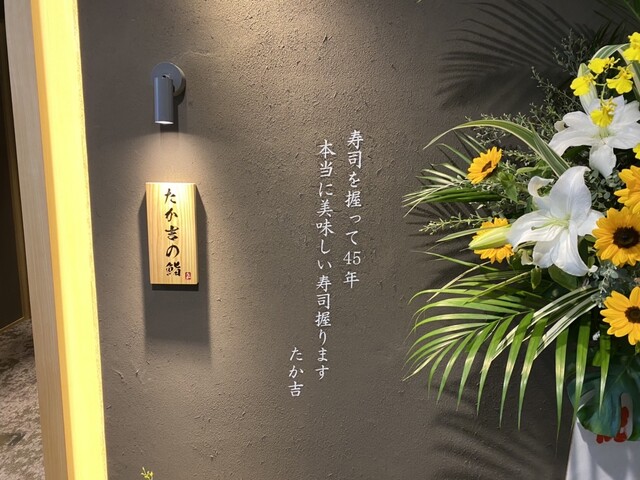 たか吉の鮨
寿司を握って45年
本当に美味しい寿司握ります
たか吉